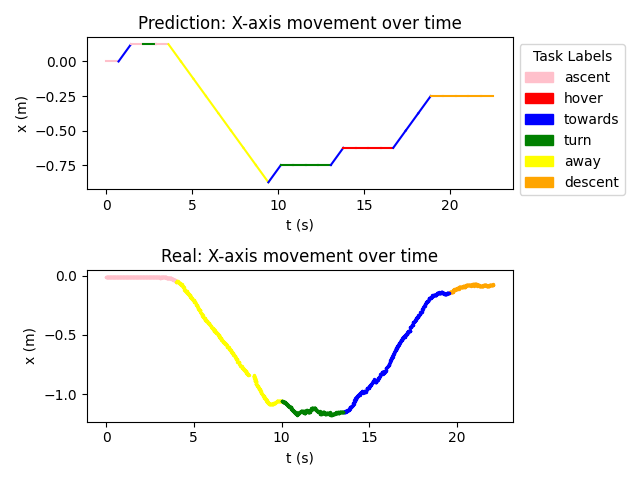 Prediction: X-axis movement over time
0.00
−0.25
−0.50
−0.75
x (m)
0 5 10 15 20
t (s)
Task Labels
ascent
hover
towards
turn
away
descent
Real: X-axis movement over time
0.0
−0.5
−1.0
x (m)
0 5 10 15 20
t (s)